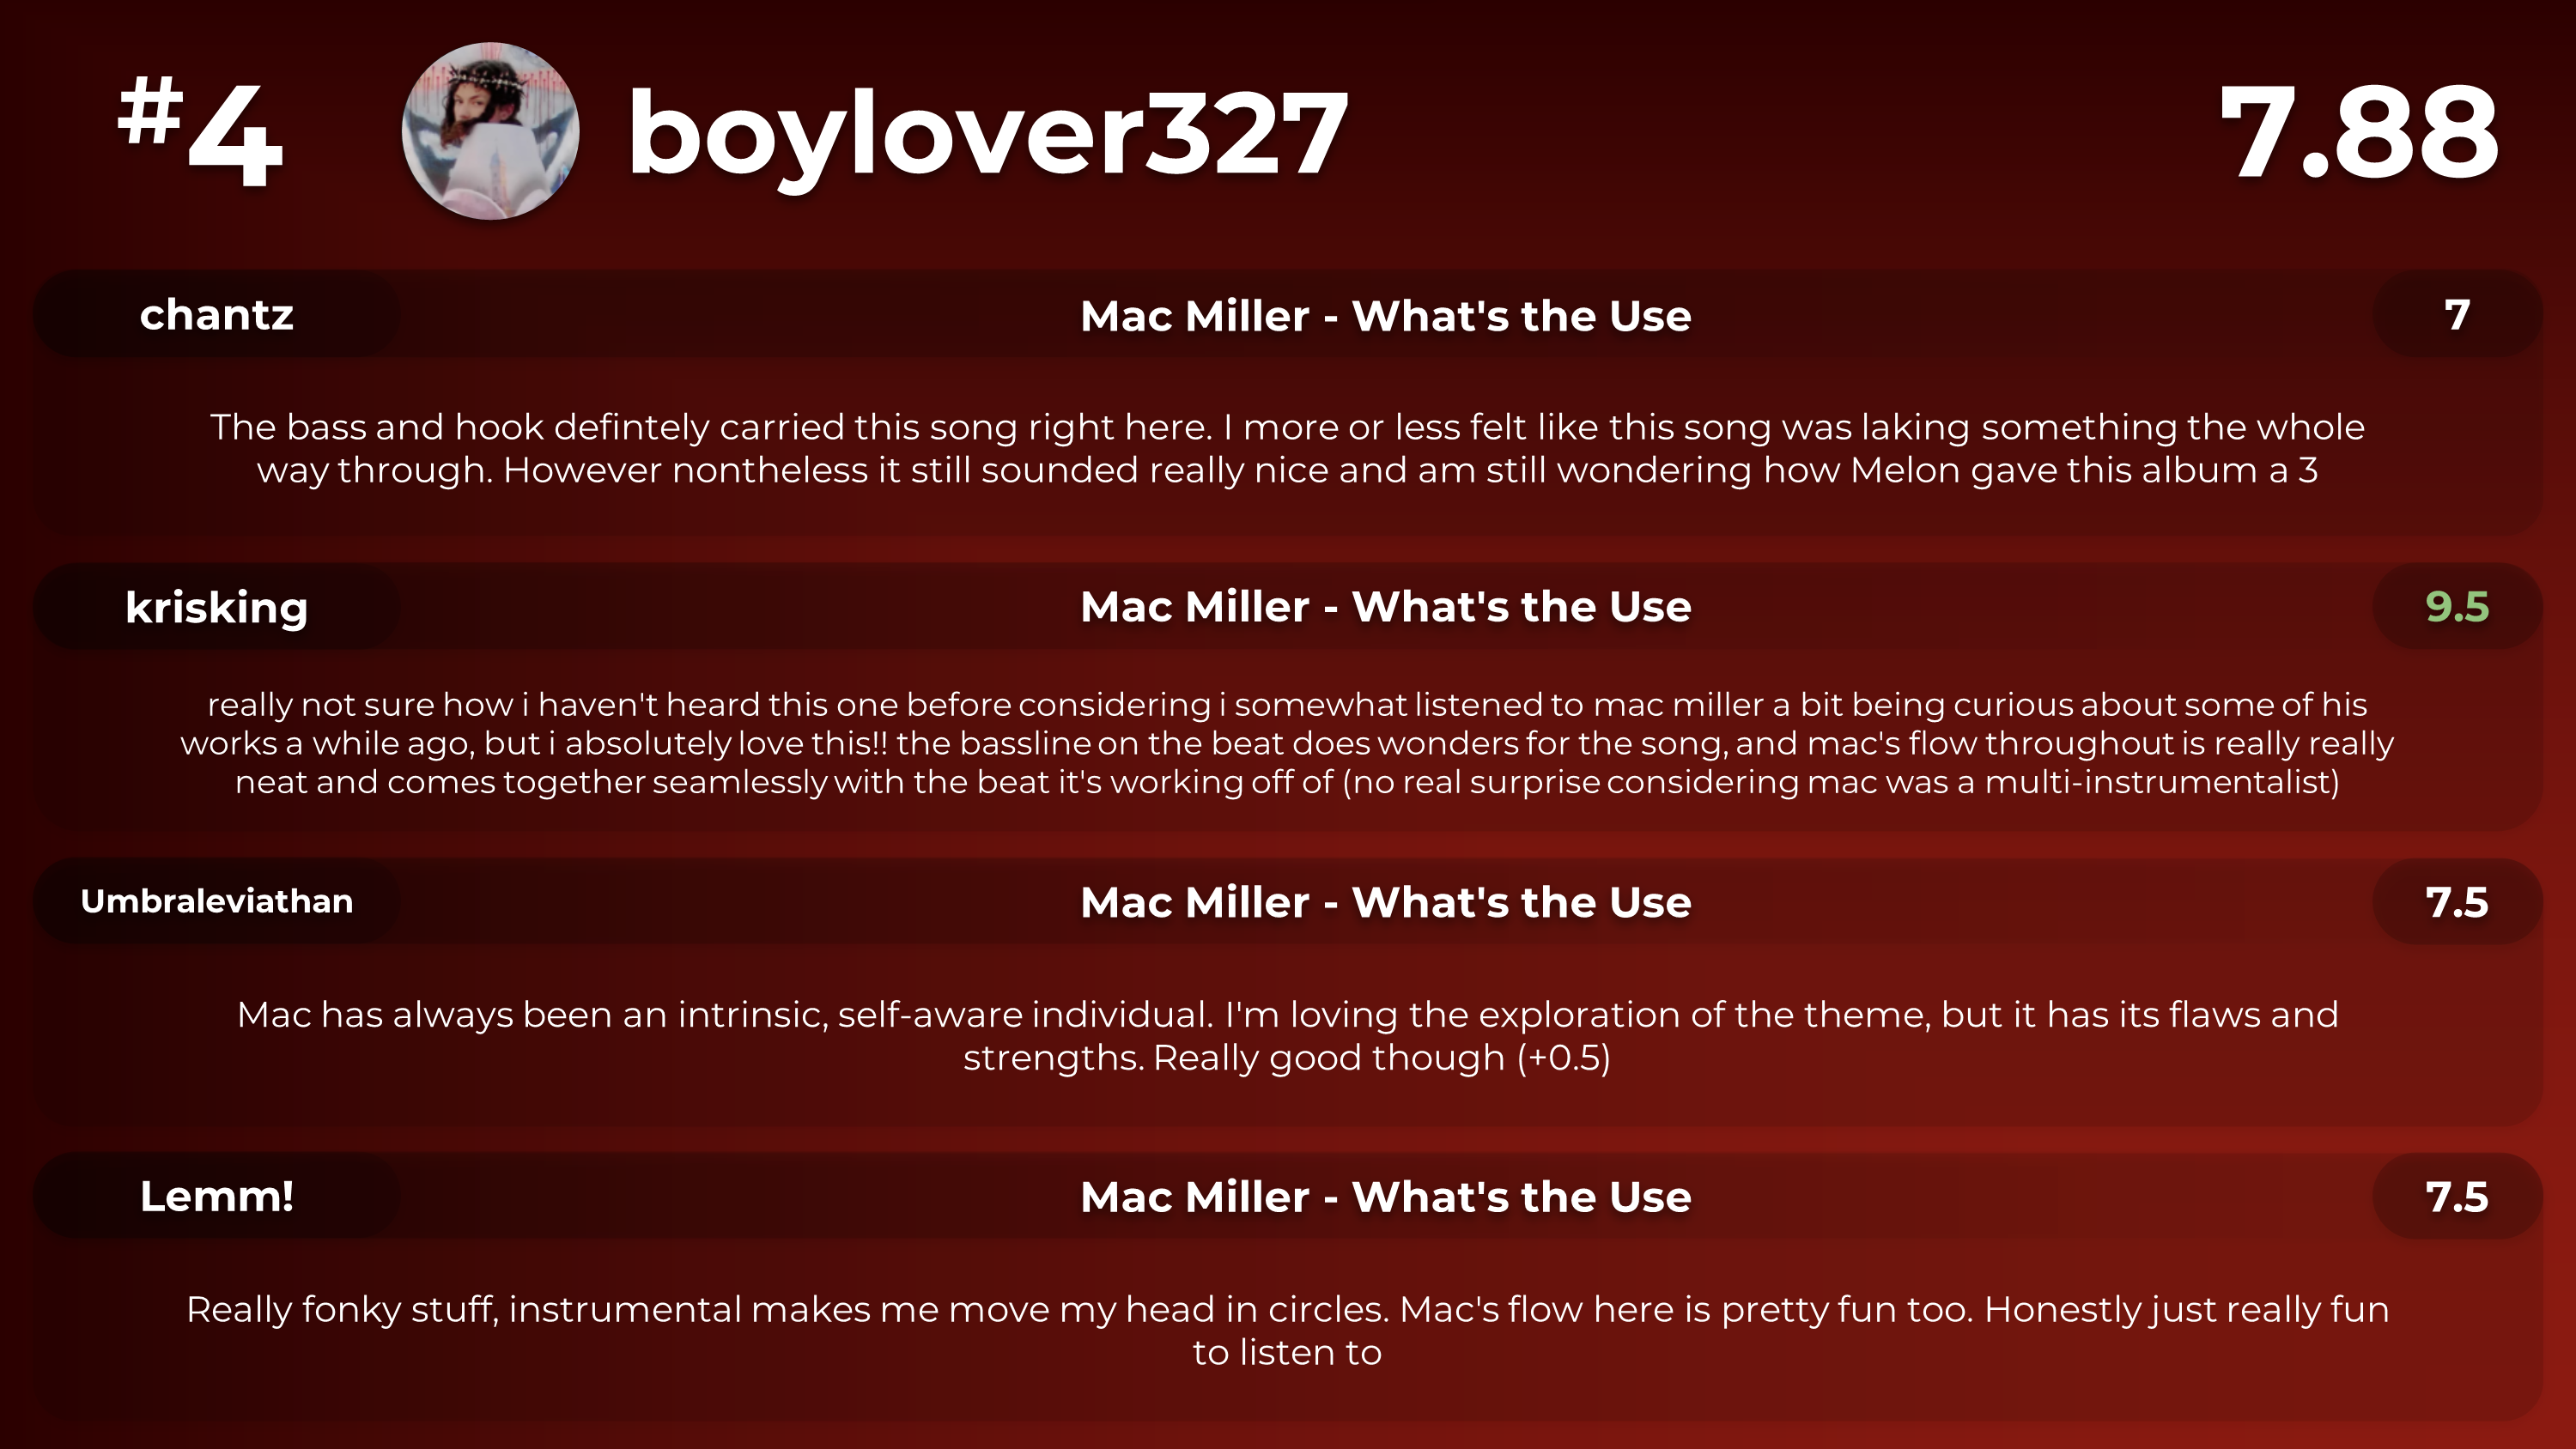 #4 boylover327 7.88
chantz Mac Miller - What's the Use 7
The bass and hook defintely carried this song right here. I more or less felt like this song was laking something the whole
way through. However nontheless it still sounded really nice and am still wondering how Melon gave this album a 3
krisking Mac Miller - What's the Use 9.5
really not sure how i haven't heard this one before considering i somewhat listened to mac miller a bit being curious about some of his
works a while ago, but i absolutely love this!! the bassline on the beat does wonders for the song, and mac's flow throughout is really really
neat and comes together seamlessly with the beat it's working off of (no real surprise considering mac was a multi-instrumentalist)
Umbraleviathan Mac Miller - What's the Use 7.5
Mac has always been an intrinsic, self-aware individual. I'm loving the exploration of the theme, but it has its flaws and
strengths. Really good though (+0.5)
Lemm! Mac Miller - What's the Use 7.5
Really fonky stuff, instrumental makes me move my head in circles. Mac's flow here is pretty fun too. Honestly just really fun
to listen to